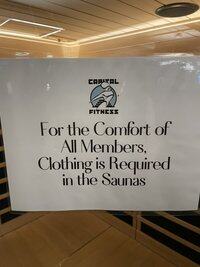 CAPITAL
FITNESS
For the Comfort of
All Members,
Clothing is Required
in the Saunas